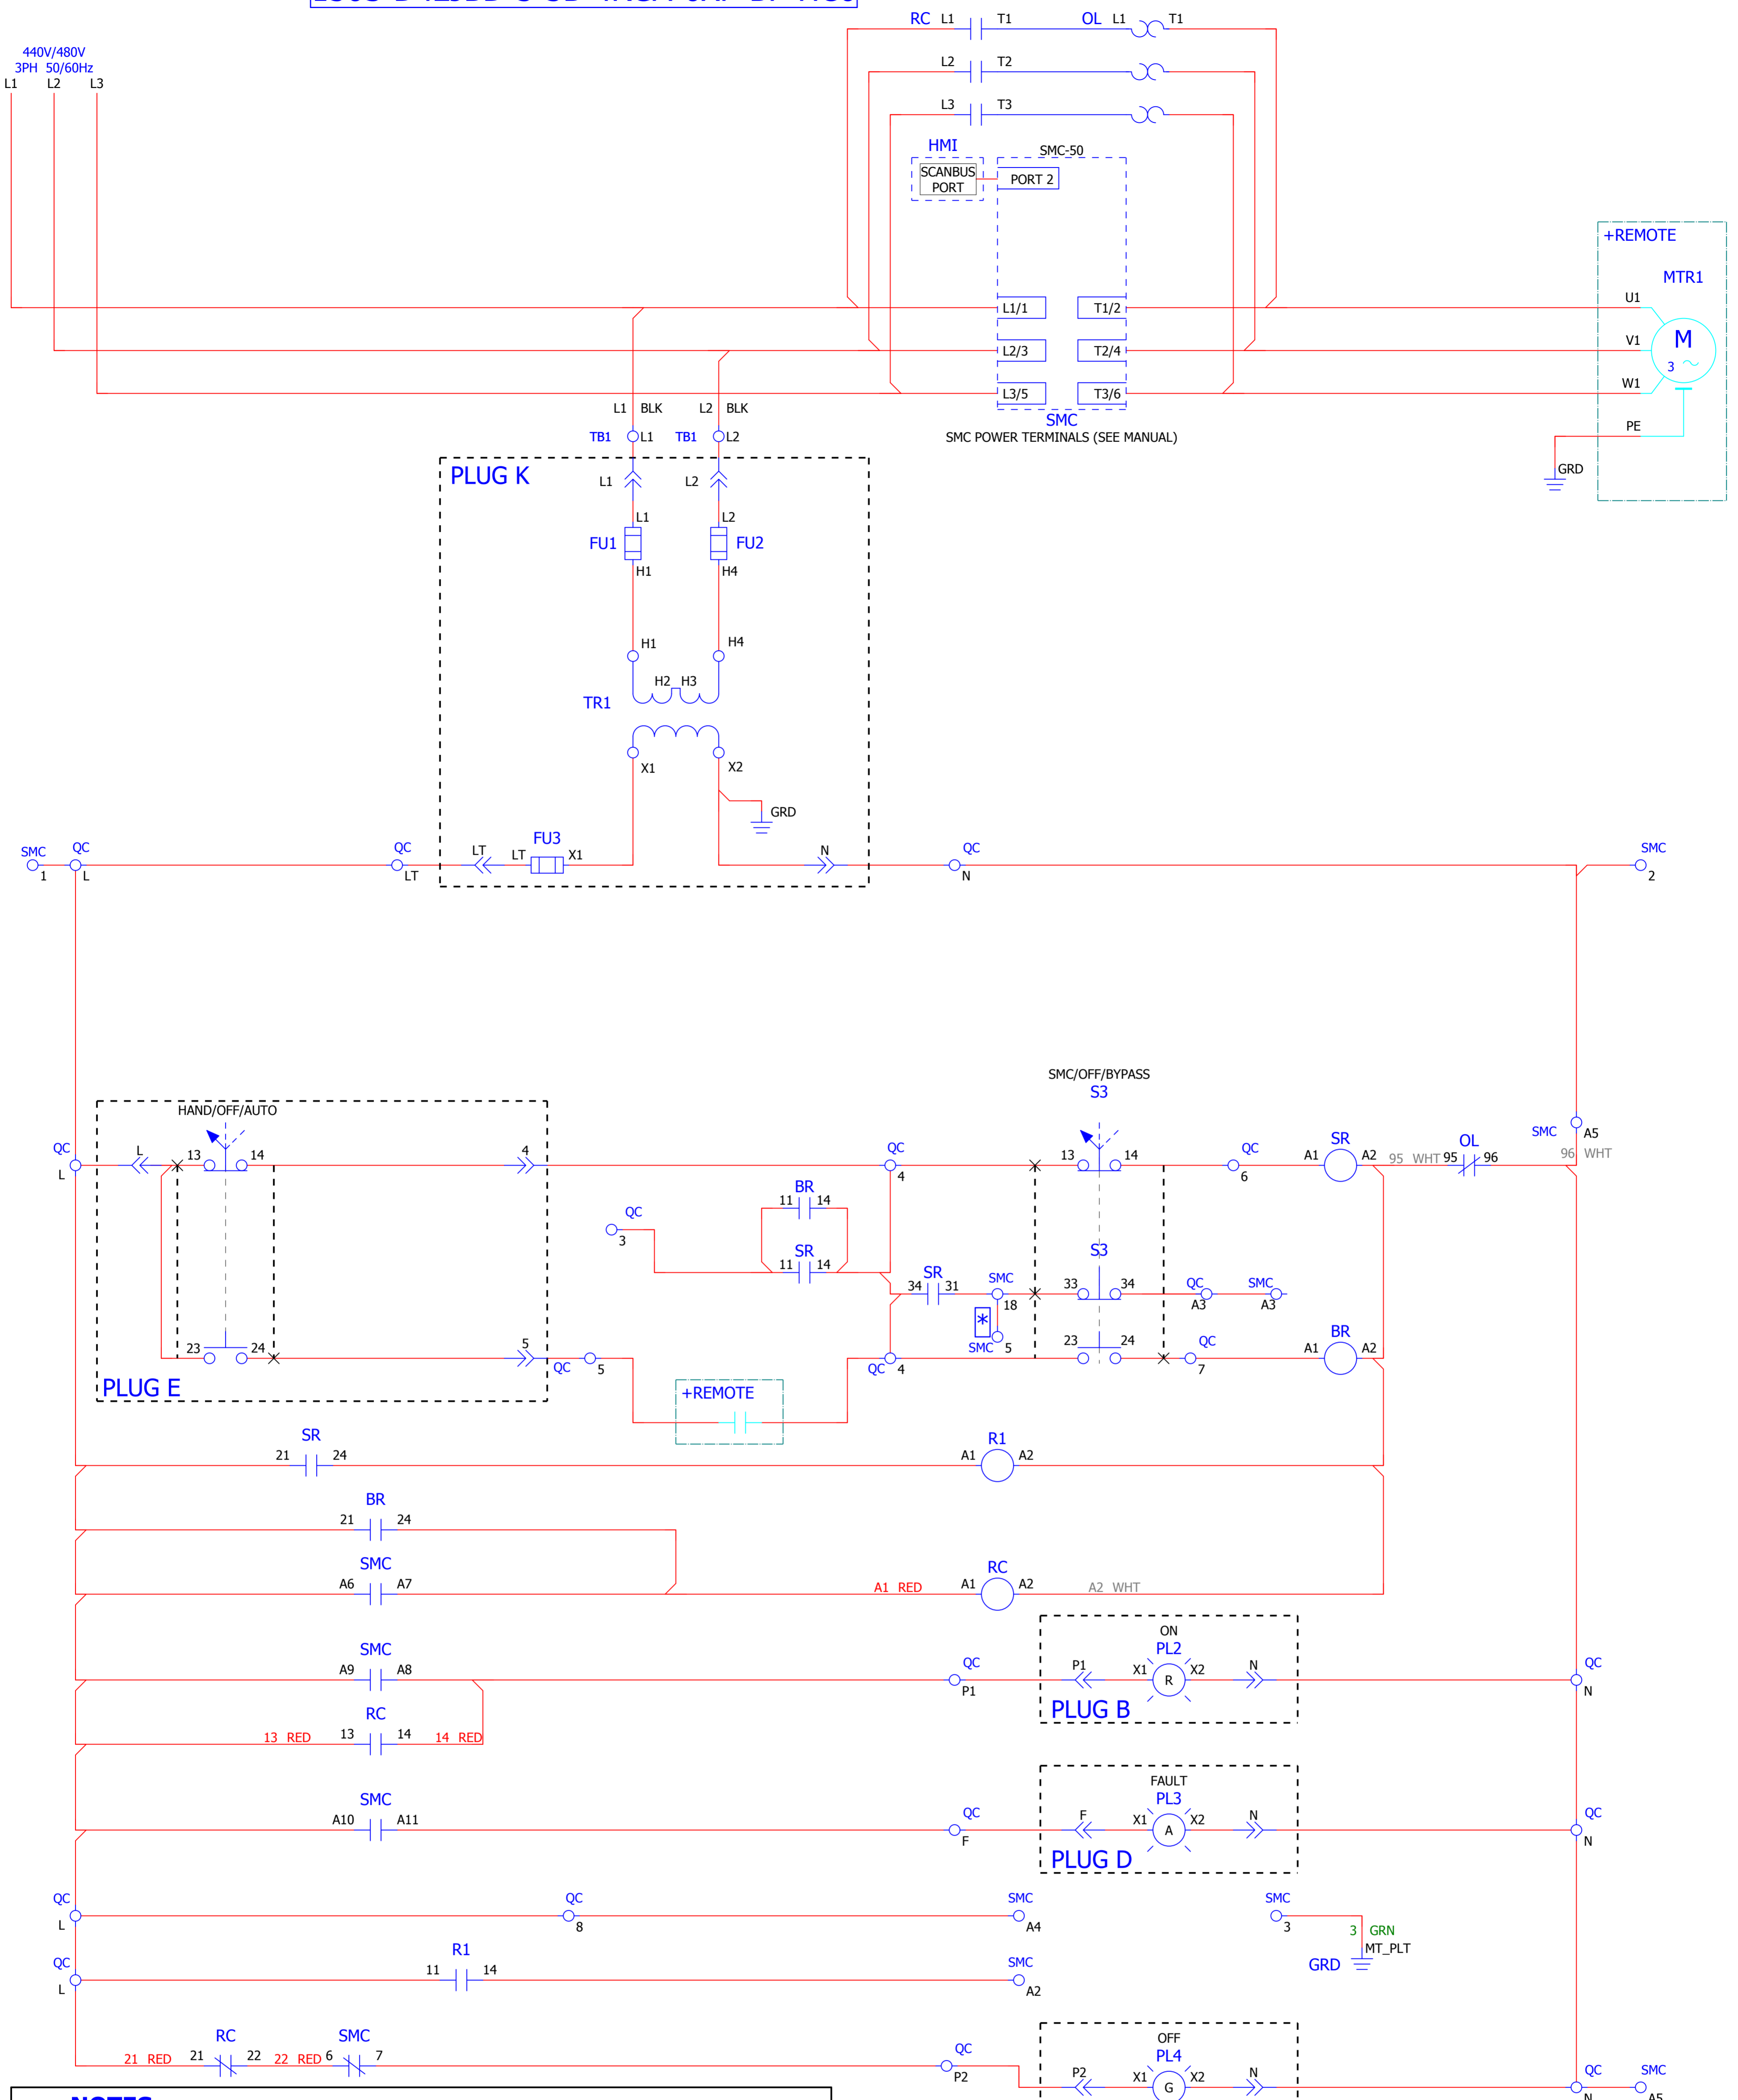 RC L1 T1 OL L1 T1
440V/480V
3PH 50/60Hz
L1 L2 L3
L2 T2
L3 T3
HMI
SCANBUS
PORT
SMC-50
PORT 2
+REMOTE
MTR1
L1/1 T1/2 U1
L2/3 T2/4 V1 M
3
L3/5 T3/6 W1
SMC
SMC POWER TERMINALS (SEE MANUAL)
PE
GRD
L1 BLK L2 BLK
TB1 L1 TB1 L2
PLUG K
L1 L2
L1 L2
FU1 FU2
H1 H4
H1 H4
H2 H3
TR1
X1 X2
GRD
SMC QC QC LT LT FU3 X1 N QC SMC
1 L LT N 2
SMC/OFF/BYPASS
S3
HAND/OFF/AUTO
SMC A5
QC L 13 14 4 QC 13 14 QC SR OL
A1 A2 95 WHT 95 96 96 WHT
L 4 6
BR
11 14
QC
3
SR
11 14
S3
SR
34 31 SMC 33 34 QC SMC
18 A3 A3
*
SMC 5
23 24 5 QC 5 QC 4 23 24 QC 7 BR A1 A2
PLUG E
+REMOTE
SR
21 24
R1
A1 A2
BR
21 24
SMC
A6 A7
RC
A1 RED A1 A2 A2 WHT
SMC
A9 A8
QC
P1
ON
PL2
P1 X1 R X2 N
PLUG B
QC
N
RC
13 RED 13 14 14 RED
SMC
A10 A11
QC
F
FAULT
PL3
F X1 A X2 N
PLUG D
QC
N
QC QC SMC SMC
L 8 A4 3
3 GRN
MT_PLT
GRD
QC R1 SMC
L 11 14 A2
RC SMC
21 RED 21 22 22 RED 6 7
QC
P2
OFF
PL4
P2 X1 G X2 N
QC SMC
N A5
NOTES